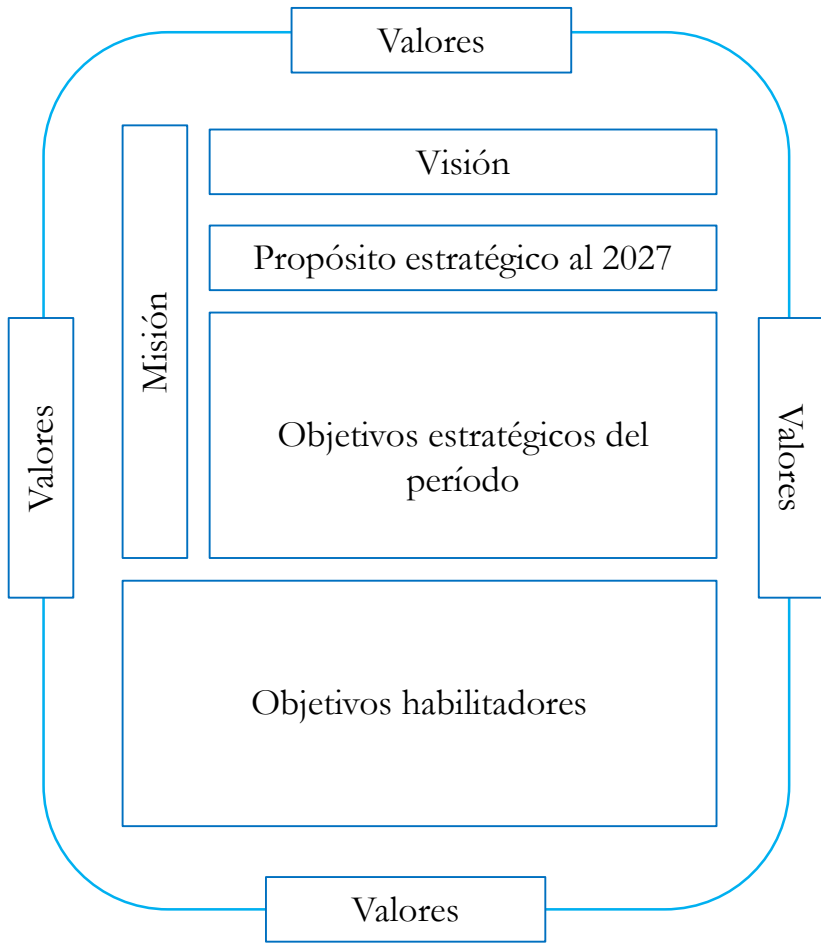 Valores
Visión
Propósito estratégico al 2027
Misión
Valores
Objetivos estratégicos del
período
Valores
Objetivos habilitadores
Valores